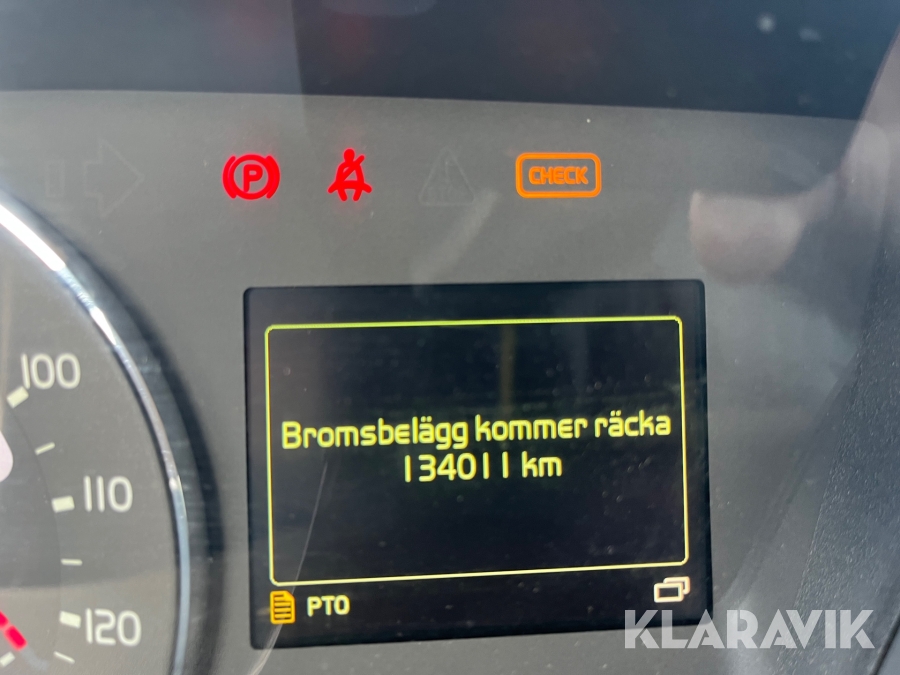 P
CHECK
100
Bromsbelägg kommer räcka
134011 km
110
PTO
120
KLARAVIK